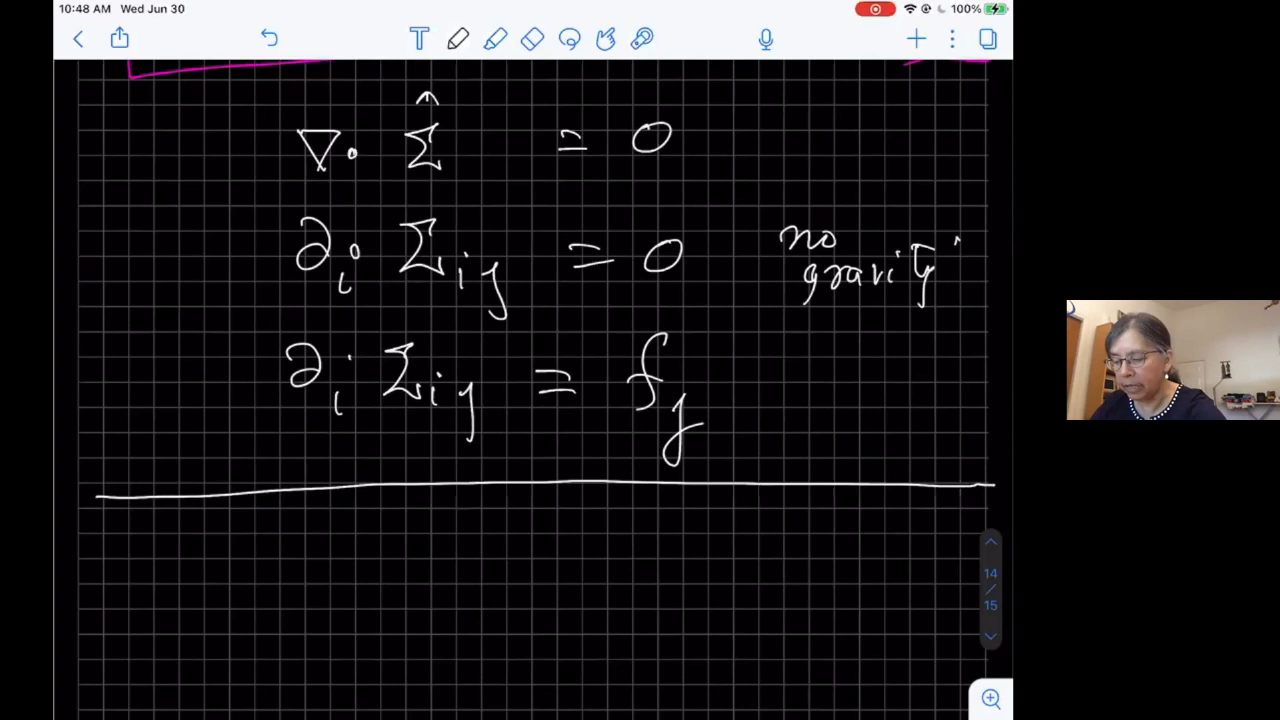 10:48 AM Wed Jun 30
100%
T
∇· Σ̂ = 0
∂i Σij = 0 no
gravity
∂i Σij = fj
14
15